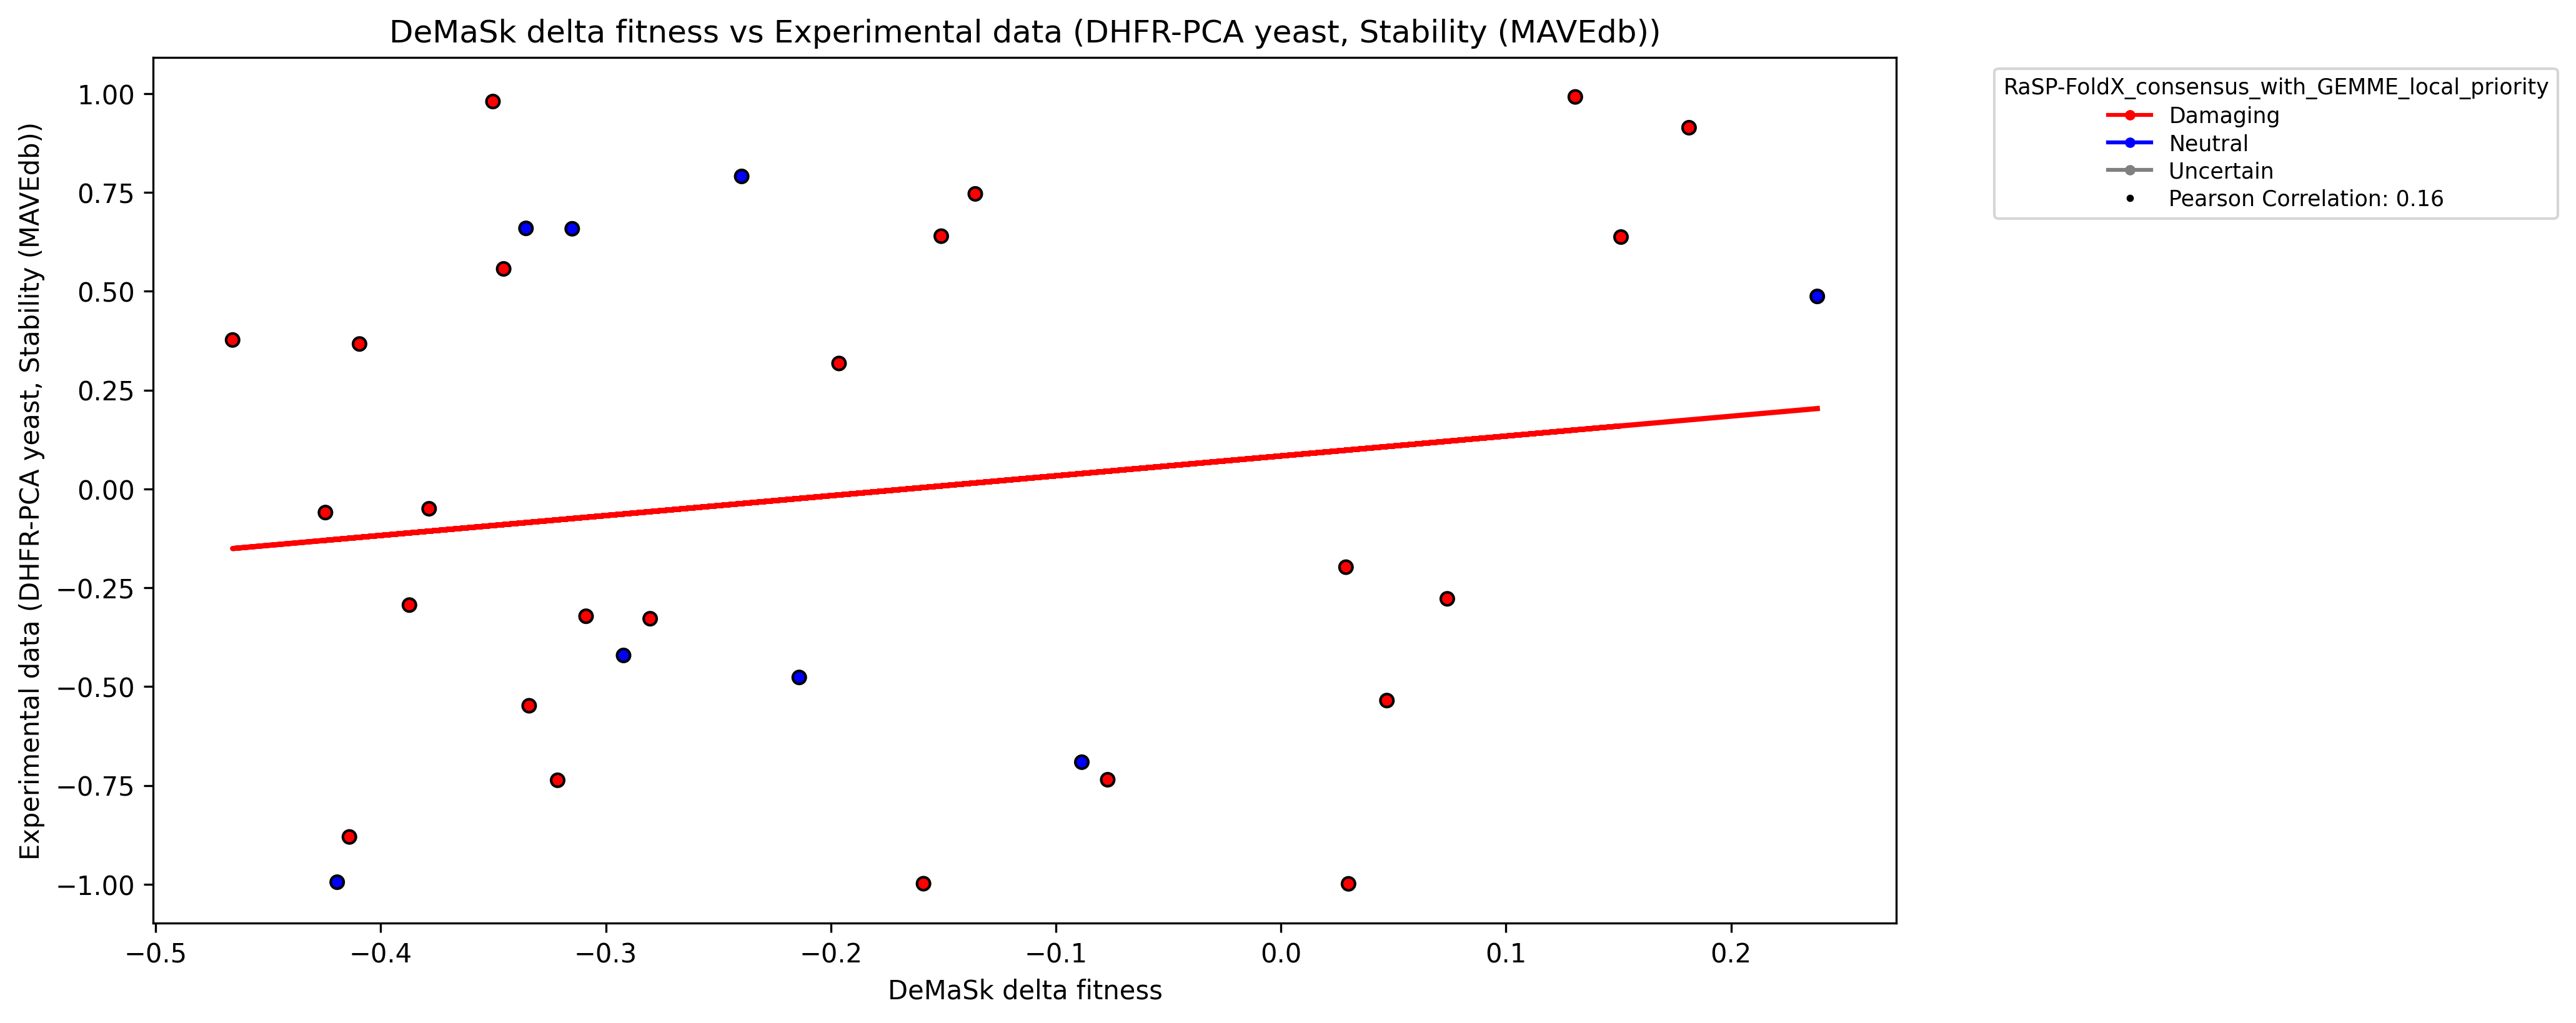 DeMaSk delta fitness vs Experimental data (DHFR-PCA yeast, Stability (MAVEdb))
Experimental data (DHFR-PCA yeast, Stability (MAVEdb))
1.00
0.75
0.50
0.25
0.00
−0.25
−0.50
−0.75
−1.00
−0.5
−0.4
−0.3
−0.2
−0.1
0.0
0.1
0.2
DeMaSk delta fitness
RaSP-FoldX_consensus_with_GEMME_local_priority
Damaging
Neutral
Uncertain
Pearson Correlation: 0.16